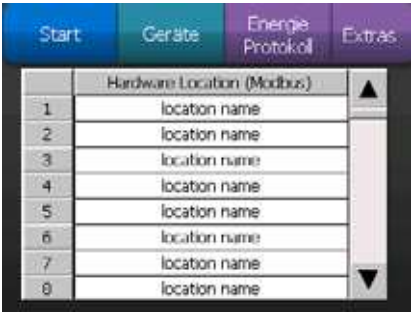 Start
Geräte
Energie
Protokoll
Extras
Hardware Location (Modbus)
1 location name
2 location name
3 location name
4 location name
5 location name
6 location name
7 location name
8 location name